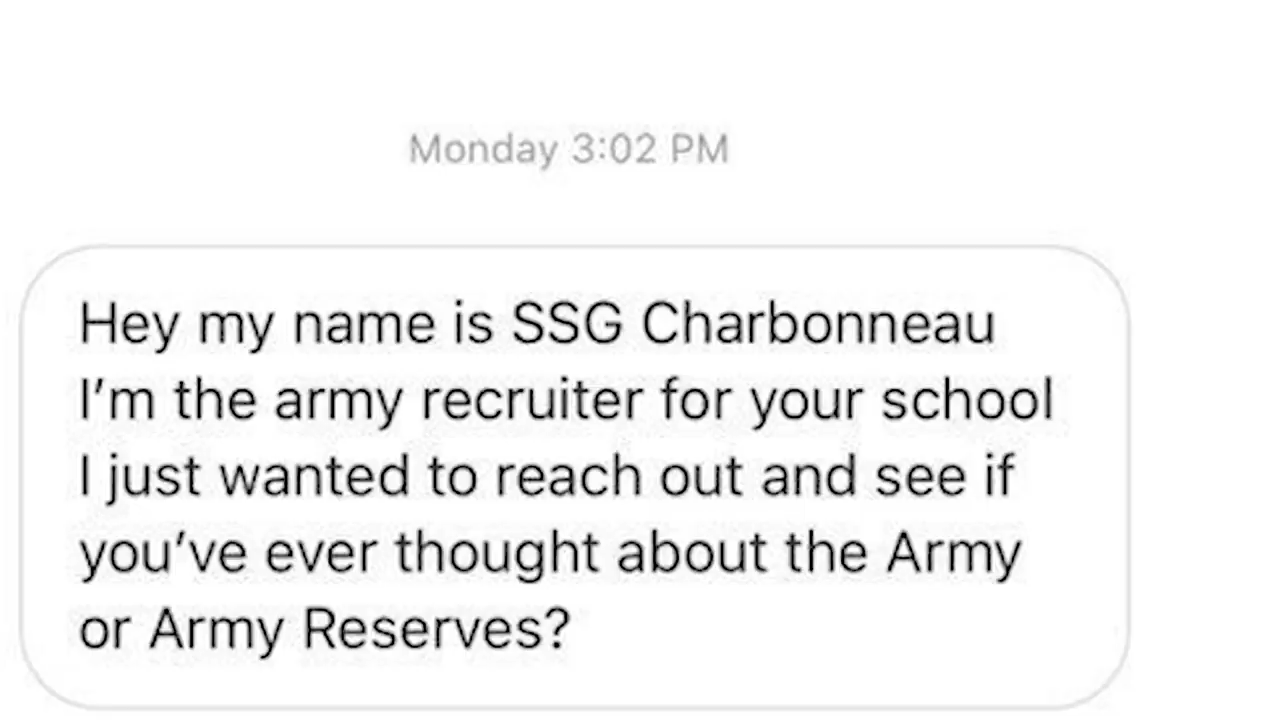 Monday 3:02 PM
Hey my name is SSG Charbonneau
I’m the army recruiter for your school
I just wanted to reach out and see if
you’ve ever thought about the Army
or Army Reserves?